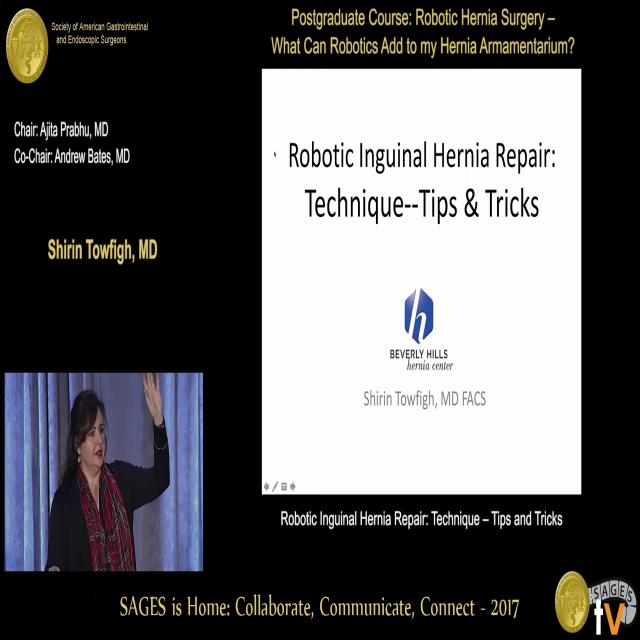 Society of American Gastrointestinal
and Endoscopic Surgeons
Postgraduate Course: Robotic Hernia Surgery –
What Can Robotics Add to my Hernia Armamentarium?
Chair: Ajita Prabhu, MD
Co-Chair: Andrew Bates, MD
Shirin Towfigh, MD
Robotic Inguinal Hernia Repair:
Technique--Tips & Tricks
h
BEVERLY HILLS
hernia center
Shirin Towfigh, MD FACS
Robotic Inguinal Hernia Repair: Technique – Tips and Tricks
SAGES is Home: Collaborate, Communicate, Connect - 2017
SAGES
tv